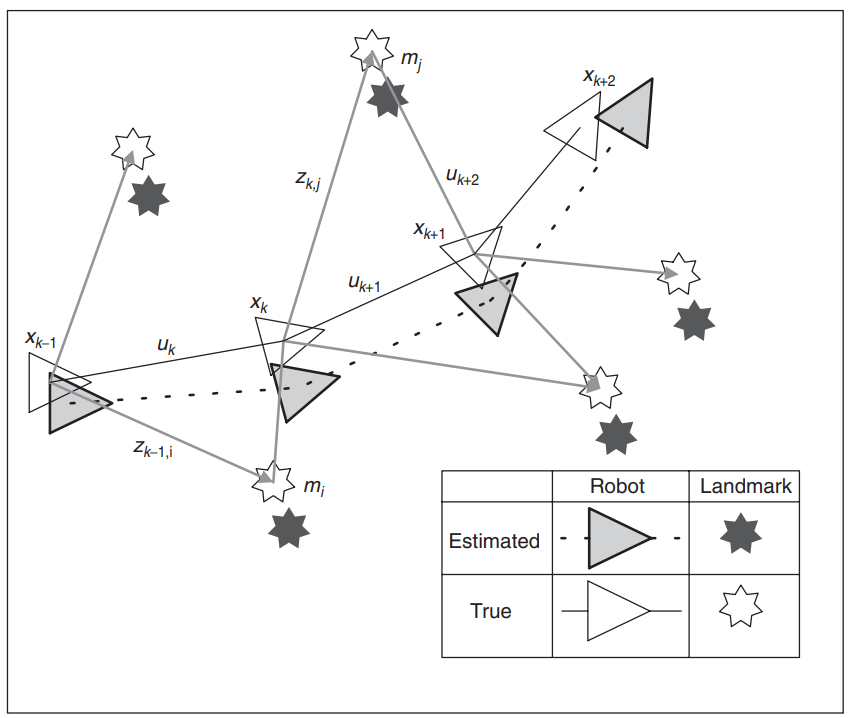 m_j
x_{k+2}
z_{k,j}
u_{k+2}
x_{k+1}
u_{k+1}
x_k
x_{k–1}
u_k
z_{k–1,i}
m_i
Robot Landmark
Estimated
True